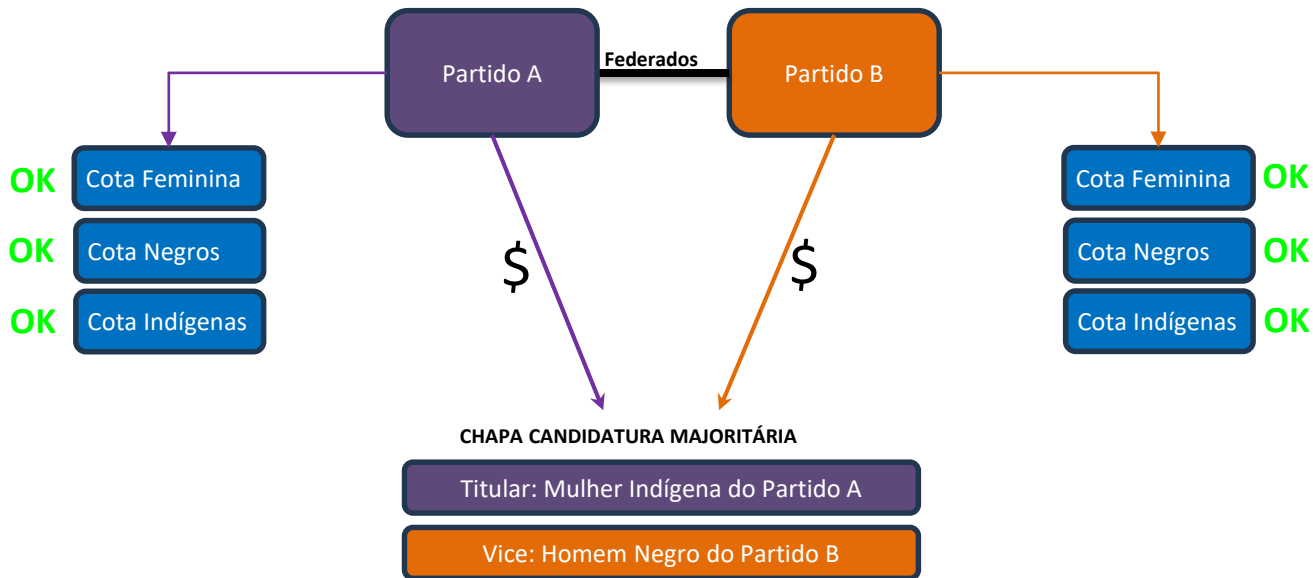 Partido A
Federados
Partido B
OK
Cota Feminina
OK
Cota Negros
OK
Cota Indígenas
Cota Feminina
OK
Cota Negros
OK
Cota Indígenas
OK
$
$
CHAPA CANDIDATURA MAJORITÁRIA
Titular: Mulher Indígena do Partido A
Vice: Homem Negro do Partido B